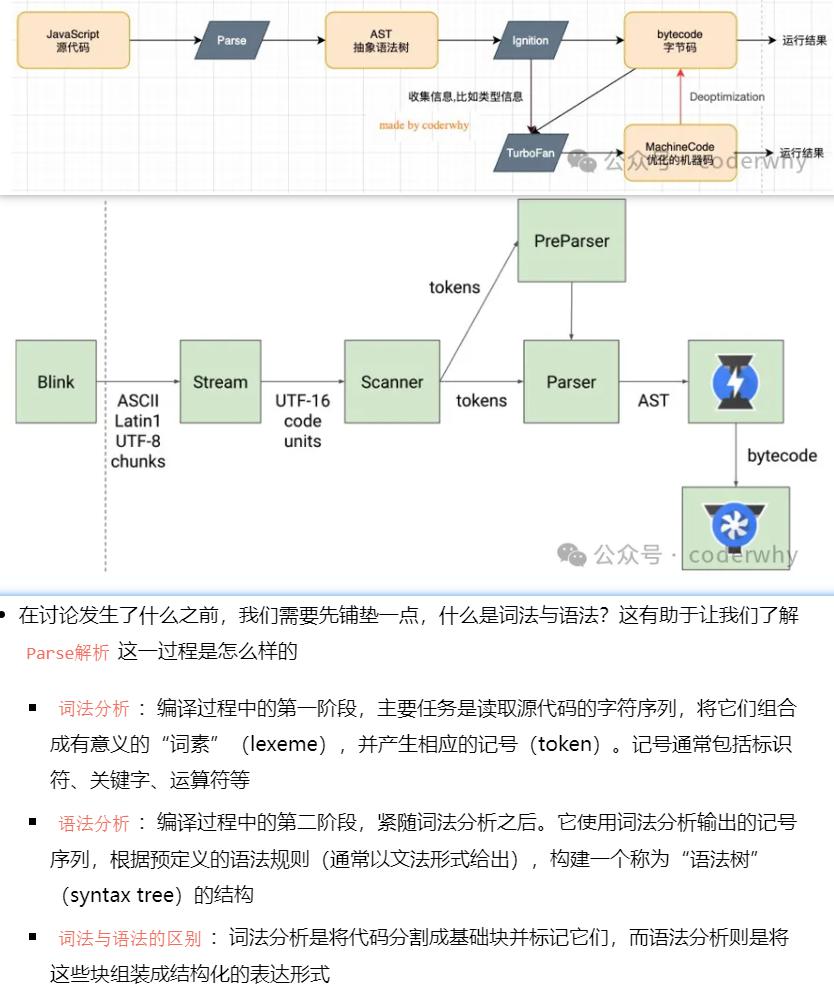 JavaScript
源代码
Parse
AST
抽象语法树
Ignition
bytecode
字节码
运行结果
收集信息,比如类型信息
Deoptimization
made by coderwhy
TurboFan
MachineCode
优化的机器码
运行结果
公众号 · coderwhy
PreParser
tokens
Blink
Stream
Scanner
Parser
ASCII
Latin1
UTF-8
chunks
UTF-16
code
units
tokens
AST
bytecode
公众号 · coderwhy
在讨论发生了什么之前，我们需要先铺垫一点，什么是词法与语法？这有助于让我们了解
Parse解析 这一过程是怎么样的
词法分析 ：编译过程中的第一阶段，主要任务是读取源代码的字符序列，将它们组合
成有意义的“词素”（lexeme），并产生相应的记号（token）。记号通常包括标识
符、关键字、运算符等
语法分析 ：编译过程中的第二阶段，紧随词法分析之后。它使用词法分析输出的记号
序列，根据预定义的语法规则（通常以文法形式给出），构建一个称为“语法树”
（syntax tree）的结构
词法与语法的区别 ：词法分析是将代码分割成基础块并标记它们，而语法分析则是将
这些块组装成结构化的表达形式